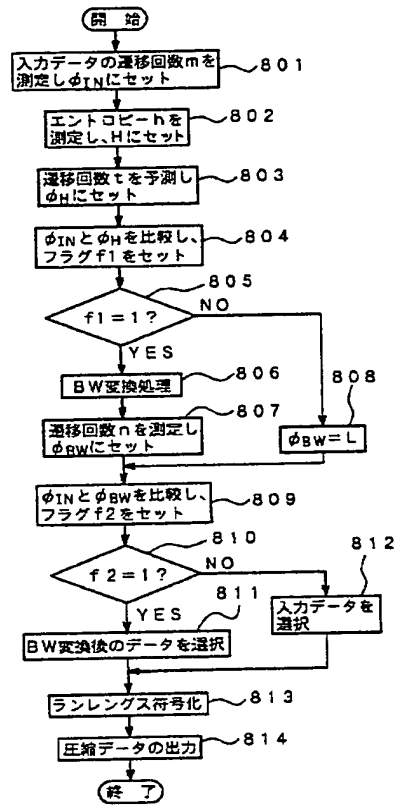 開 始
入力データの遷移回数mを
測定しφINにセット
801
エントロピーhを
測定し、Hにセット
802
遷移回数tを予測し
φHにセット
803
φINとφHを比較し、
フラグf1をセット
804
805
f1=1?
NO
YES
BW変換処理
806
807
遷移回数nを測定し
φBWにセット
808
φBW=L
φINとφBWを比較し、
フラグf2をセット
809
810
f2=1?
NO
812
YES
811
入力データを
選択
BW変換後のデータを選択
ランレングス符号化
813
圧縮データの出力
814
終 了